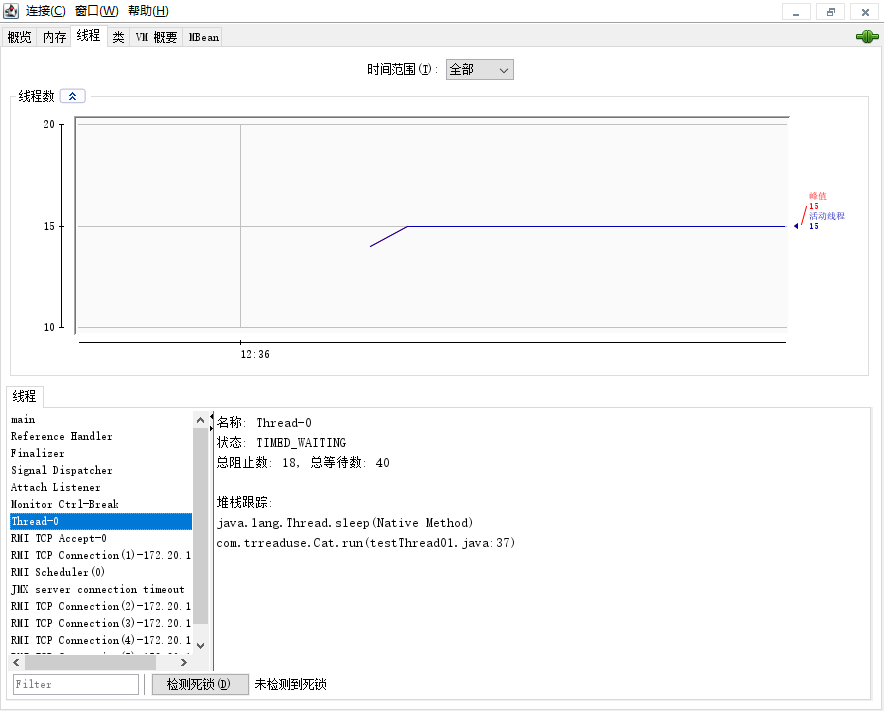 连接(C) 窗口(W) 帮助(H)
概览 内存 线程 类 VM 概要 MBean
时间范围(I): 全部
线程数
20
15
10
峰值
15
活动线程
15
12:36
线程
main
Reference Handler
Finalizer
Signal Dispatcher
Attach Listener
Monitor Ctrl-Break
Thread-0
RMI TCP Accept-0
RMI TCP Connection(1)-172.20.1
RMI Scheduler(0)
JMX server connection timeout
RMI TCP Connection(2)-172.20.1
RMI TCP Connection(3)-172.20.1
RMI TCP Connection(4)-172.20.1
名称: Thread-0
状态: TIMED_WAITING
总阻止数: 18, 总等待数: 40
堆栈跟踪:
java.lang.Thread.sleep(Native Method)
com.trreaduse.Cat.run(testThread01.java:37)
Filter
检测死锁(D) 未检测到死锁